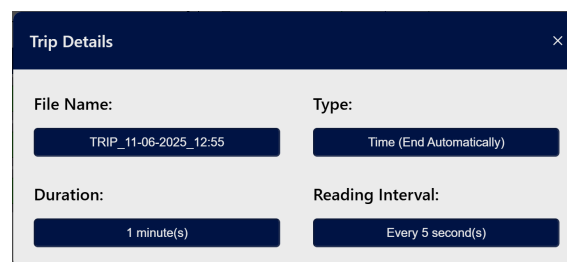 Trip Details
File Name:
Type:
TRIP_11-06-2025_12:55
Time (End Automatically)
Duration:
Reading Interval:
1 minute(s)
Every 5 second(s)